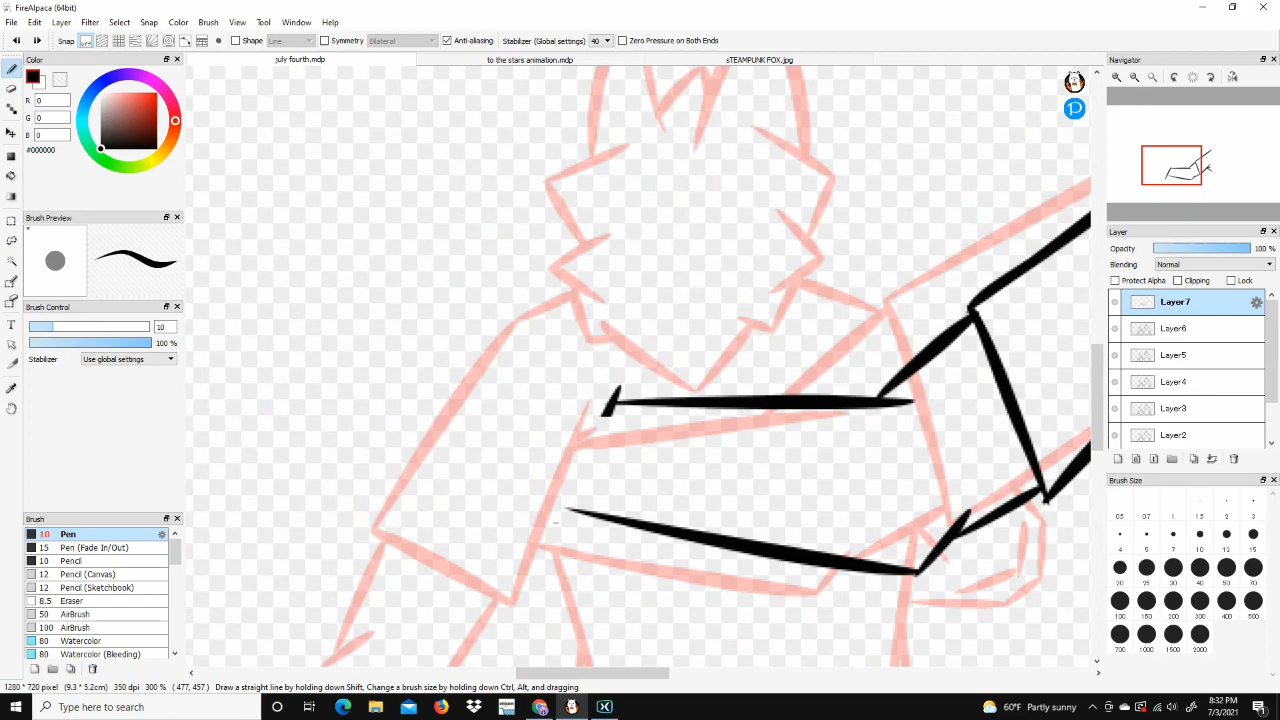 FireAlpaca (64bit)
File Edit Layer Filter Select Snap Color Brush View Tool Window Help
Snap OFF Shape Line Symmetry Bilateral Anti-aliasing Stabilizer (Global settings) 40 Zero Pressure on Both Ends
july fourth.mdp to the stars animation.mdp sTEAMPUNK FOX.jpg
Color
R 0
G 0
B 0
#000000
Brush Preview
*
Brush Control
10
100 %
Stabilizer Use global settings
Brush
10 Pen
15 Pen (Fade In/Out)
10 Pencil
12 Pencil (Canvas)
12 Pencil (Sketchbook)
8.5 Eraser
50 AirBrush
100 AirBrush
80 Watercolor
80 Watercolor (Bleeding)
Navigator
Layer
Opacity 100 %
Blending Normal
Protect Alpha Clipping Lock
Layer7
Layer6
Layer5
Layer4
Layer3
Layer2
Brush Size
0.5 0.7 1 1.5 2 3
4 5 7 10 12 15
20 25 30 40 50 70
100 150 200 300 400 500
700 1000 1500 2000
1280 * 720 pixel (9.3 * 5.2cm) 350 dpi 300 % ( 477, 457 ) Draw a straight line by holding down Shift, Change a brush size by holding down Ctrl, Alt, and dragging
Type here to search
60°F Partly sunny
8:32 PM
7/3/2021